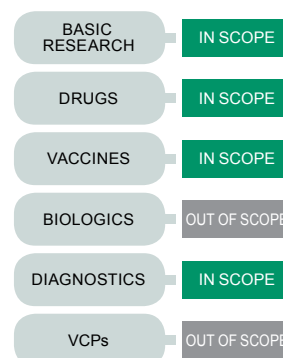 BASIC
RESEARCH
IN SCOPE
DRUGS
IN SCOPE
VACCINES
IN SCOPE
BIOLOGICS
OUT OF SCOPE
DIAGNOSTICS
IN SCOPE
VCPs
OUT OF SCOPE